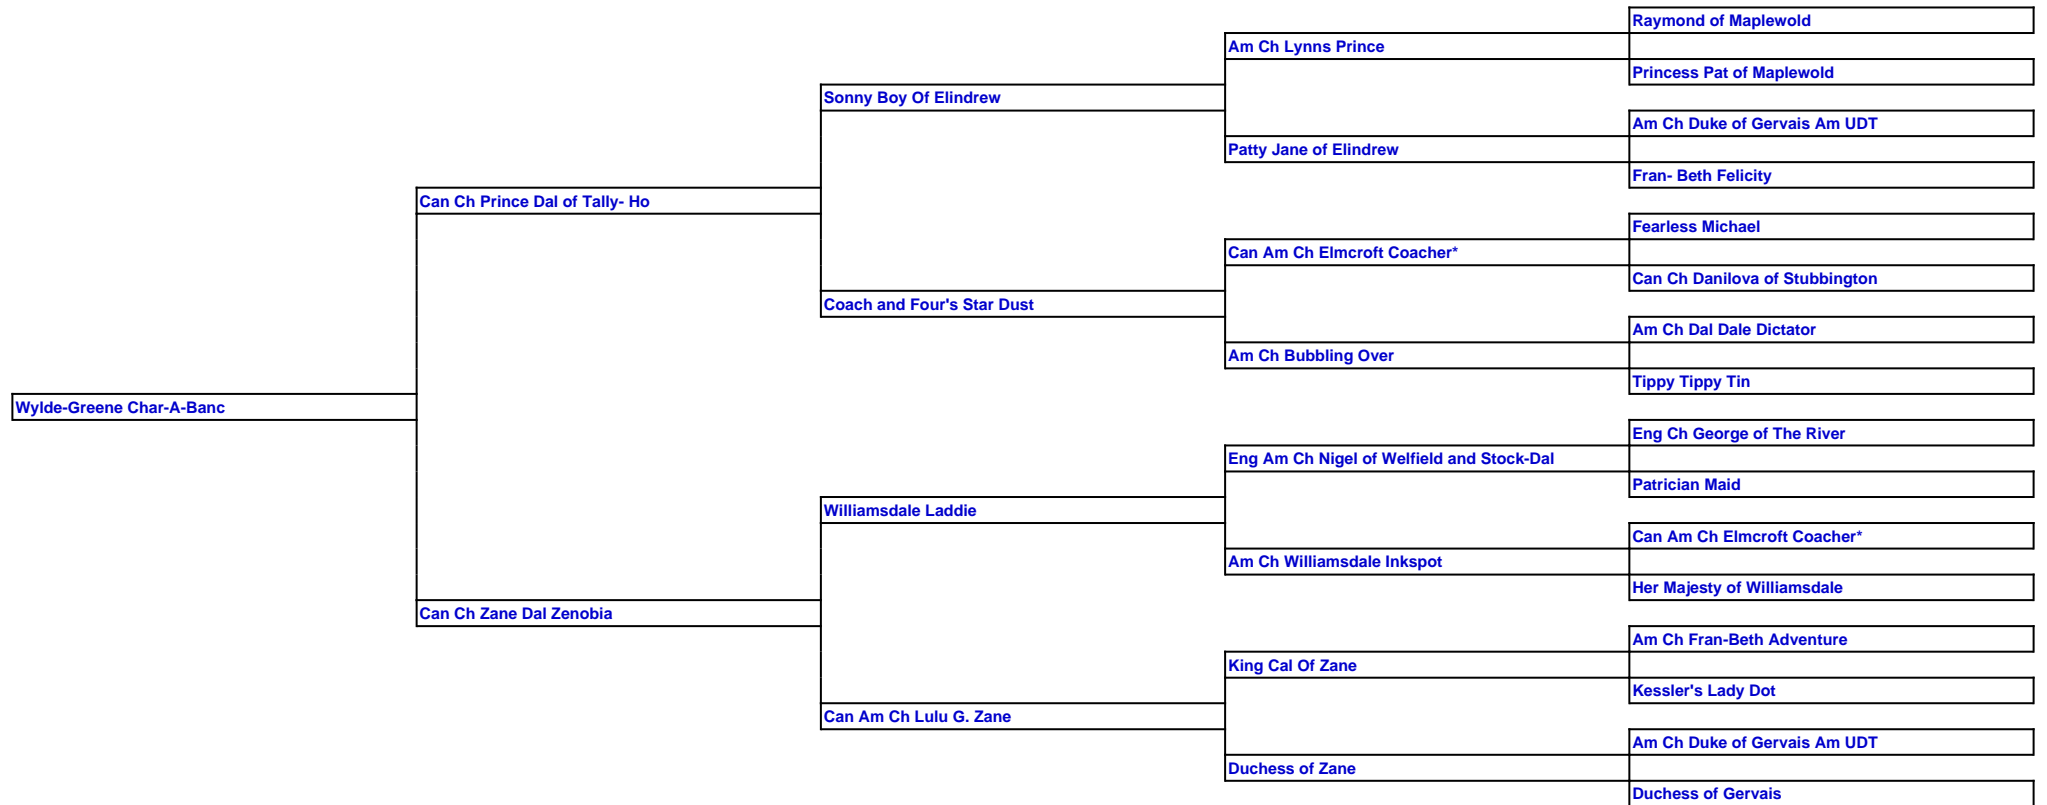 Raymond of Maplewold
Am Ch Lynns Prince
Princess Pat of Maplewold
Sonny Boy Of Elindrew
Am Ch Duke of Gervais Am UDT
Patty Jane of Elindrew
Fran- Beth Felicity
Can Ch Prince Dal of Tally- Ho
Fearless Michael
Can Am Ch Elmcroft Coacher*
Can Ch Danilova of Stubbington
Coach and Four's Star Dust
Am Ch Dal Dale Dictator
Am Ch Bubbling Over
Tippy Tippy Tin
Wylde-Greene Char-A-Banc
Eng Ch George of The River
Eng Am Ch Nigel of Welfield and Stock-Dal
Patrician Maid
Williamsdale Laddie
Can Am Ch Elmcroft Coacher*
Am Ch Williamsdale Inkspot
Her Majesty of Williamsdale
Can Ch Zane Dal Zenobia
Am Ch Fran-Beth Adventure
King Cal Of Zane
Kessler's Lady Dot
Can Am Ch Lulu G. Zane
Am Ch Duke of Gervais Am UDT
Duchess of Zane
Duchess of Gervais